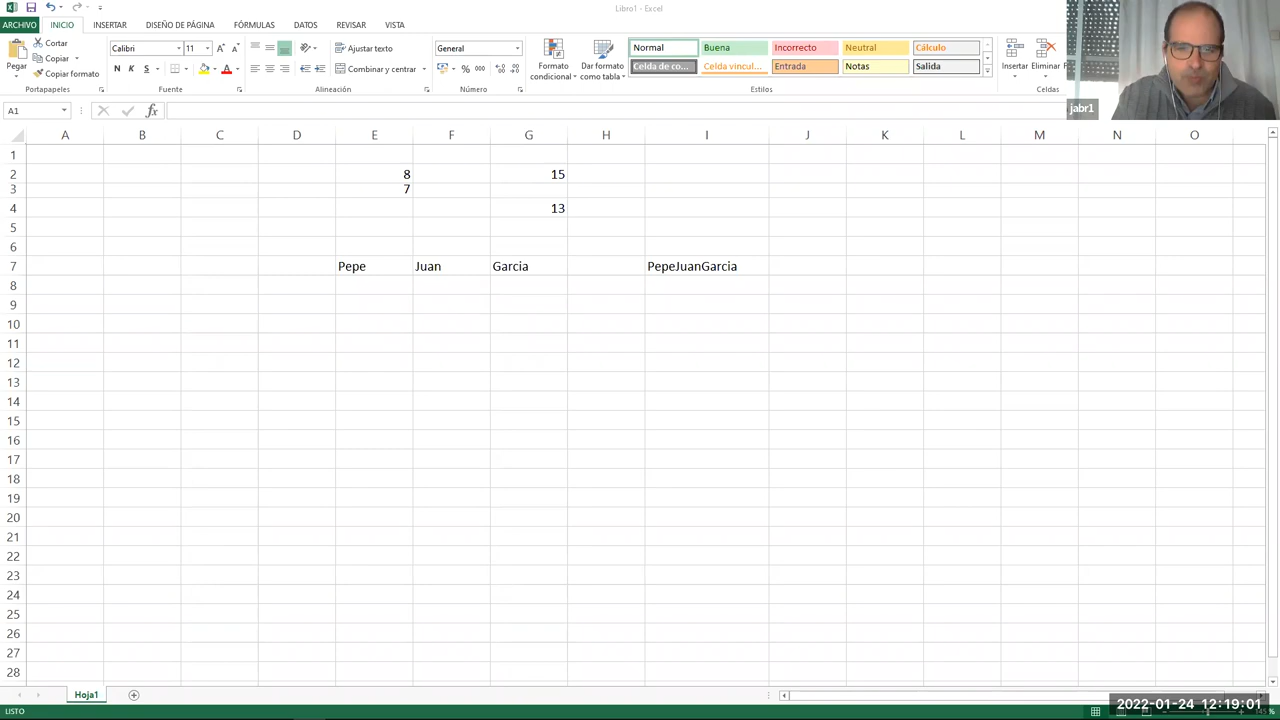 Libro1 - Excel
ARCHIVO INICIO INSERTAR DISEÑO DE PÁGINA FÓRMULAS DATOS REVISAR VISTA
Pegar
Cortar
Copiar
Copiar formato
Portapapeles
Calibri 11
N K S
Fuente
Ajustar texto
Combinar y centrar
Alineación
General
% 000
Número
Formato condicional
Dar formato como tabla
Normal Buena Incorrecto Neutral Cálculo
Celda de co... Celda vincul... Entrada Notas Salida
Estilos
Insertar Eliminar
Celdas
jabr1
A1
fx
A B C D E F G H I J K L M N O
1
2 8 15
3 7
4 13
5
6
7 Pepe Juan Garcia PepeJuanGarcia
8
9
10
11
12
13
14
15
16
17
18
19
20
21
22
23
24
25
26
27
28
Hoja1
LISTO
2022-01-24 12:19:01